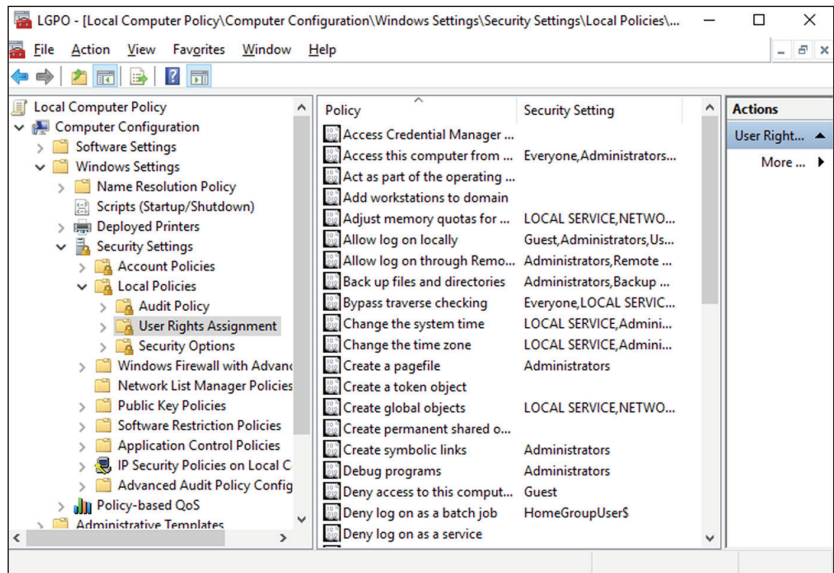 LGPO - [Local Computer Policy\Computer Configuration\Windows Settings\Security Settings\Local Policies\...
File Action View Favorites Window Help
Local Computer Policy
Computer Configuration
Software Settings
Windows Settings
Name Resolution Policy
Scripts (Startup/Shutdown)
Deployed Printers
Security Settings
Account Policies
Local Policies
Audit Policy
User Rights Assignment
Security Options
Windows Firewall with Advanc
Network List Manager Policies
Public Key Policies
Software Restriction Policies
Application Control Policies
IP Security Policies on Local C
Advanced Audit Policy Config
Policy-based QoS
Administrative Templates
Policy Security Setting
Access Credential Manager ...
Access this computer from ... Everyone,Administrators...
Act as part of the operating ...
Add workstations to domain
Adjust memory quotas for ... LOCAL SERVICE,NETWO...
Allow log on locally Guest,Administrators,Us...
Allow log on through Remo... Administrators,Remote ...
Back up files and directories Administrators,Backup ...
Bypass traverse checking Everyone,LOCAL SERVIC...
Change the system time LOCAL SERVICE,Admini...
Change the time zone LOCAL SERVICE,Admini...
Create a pagefile Administrators
Create a token object
Create global objects LOCAL SERVICE,NETWO...
Create permanent shared o...
Create symbolic links Administrators
Debug programs Administrators
Deny access to this comput... Guest
Deny log on as a batch job HomeGroupUser$
Deny log on as a service
Actions
User Right...
More ...